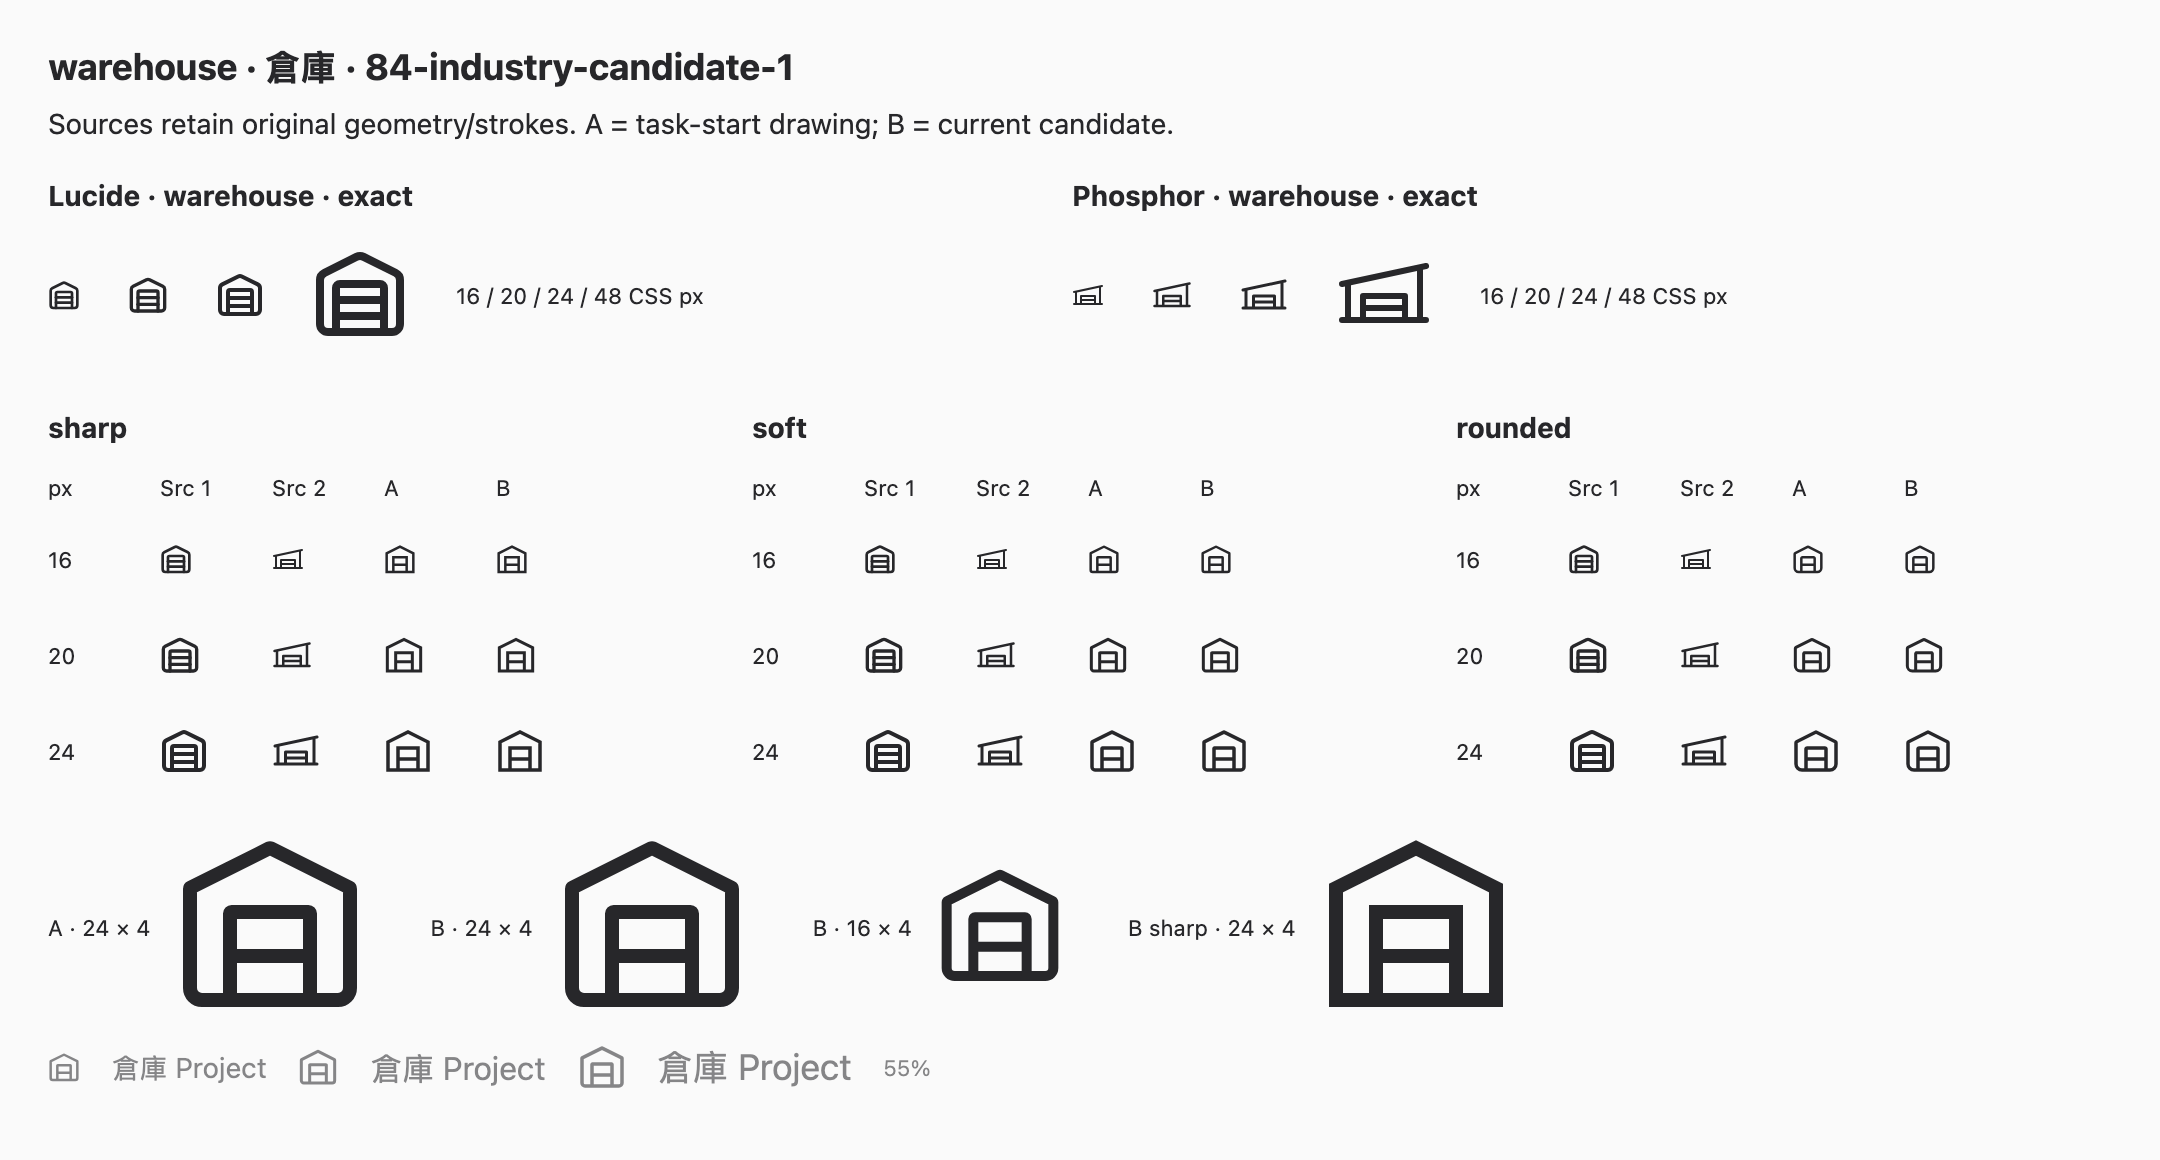 warehouse · 倉庫 · 84-industry-candidate-1
Sources retain original geometry/strokes. A = task-start drawing; B = current candidate.
Lucide · warehouse · exact
Phosphor · warehouse · exact
16 / 20 / 24 / 48 CSS px
16 / 20 / 24 / 48 CSS px
sharp
soft
rounded
px Src 1 Src 2 A B
px Src 1 Src 2 A B
px Src 1 Src 2 A B
16
16
16
20
20
20
24
24
24
A · 24 × 4
B · 24 × 4
B · 16 × 4
B sharp · 24 × 4
倉庫 Project 倉庫 Project 倉庫 Project 55%